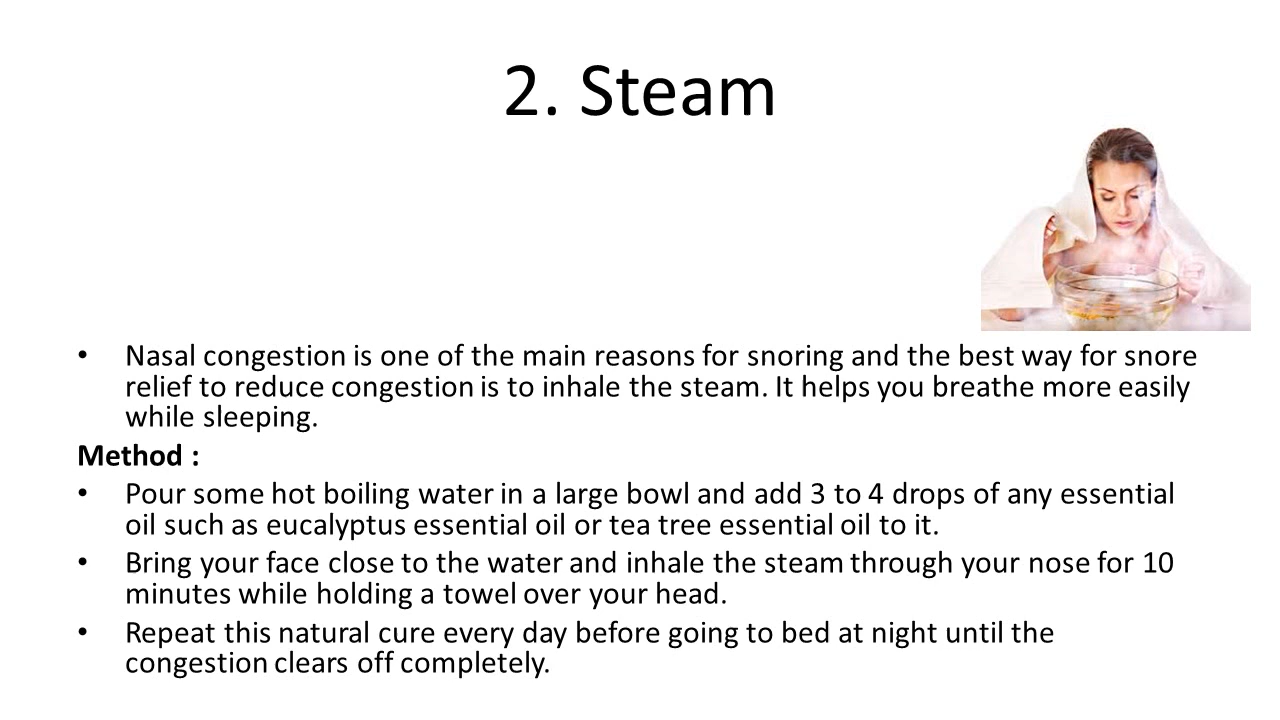 2. Steam
• Nasal congestion is one of the main reasons for snoring and the best way for snore
relief to reduce congestion is to inhale the steam. It helps you breathe more easily
while sleeping.
Method :
• Pour some hot boiling water in a large bowl and add 3 to 4 drops of any essential
oil such as eucalyptus essential oil or tea tree essential oil to it.
• Bring your face close to the water and inhale the steam through your nose for 10
minutes while holding a towel over your head.
• Repeat this natural cure every day before going to bed at night until the
congestion clears off completely.